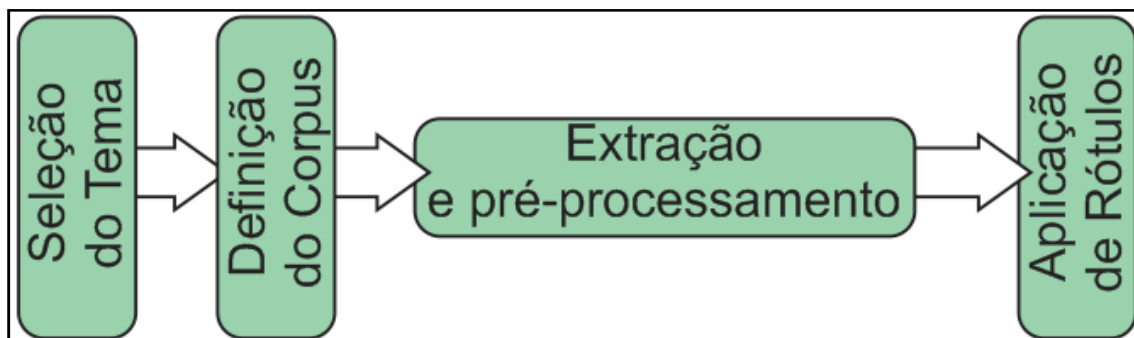 Seleção
do Tema
Definição
do Corpus
Extração
e pré-processamento
Aplicação
de Rótulos